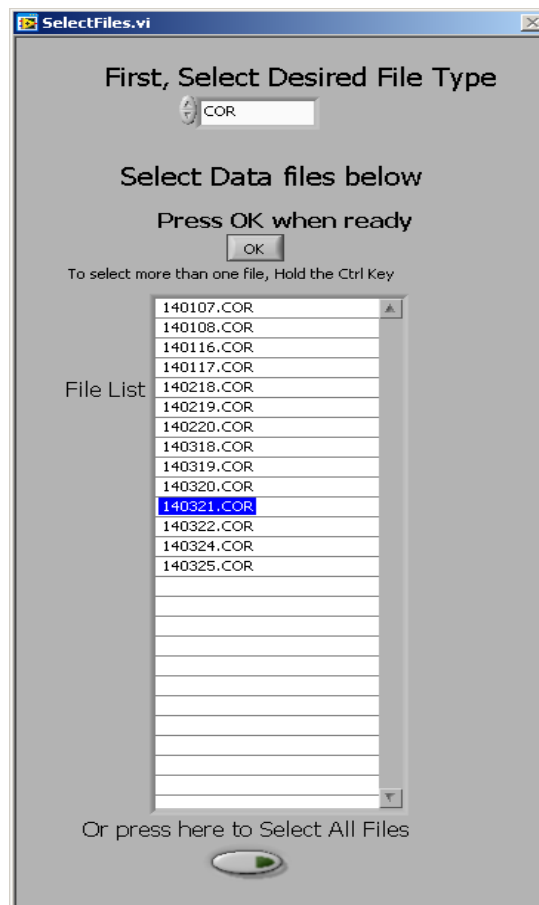 SelectFiles.vi
First, Select Desired File Type
COR
Select Data files below
Press OK when ready
OK
To select more than one file, Hold the Ctrl Key
File List
140107.COR
140108.COR
140116.COR
140117.COR
140218.COR
140219.COR
140220.COR
140318.COR
140319.COR
140320.COR
140321.COR
140322.COR
140324.COR
140325.COR
Or press here to Select All Files